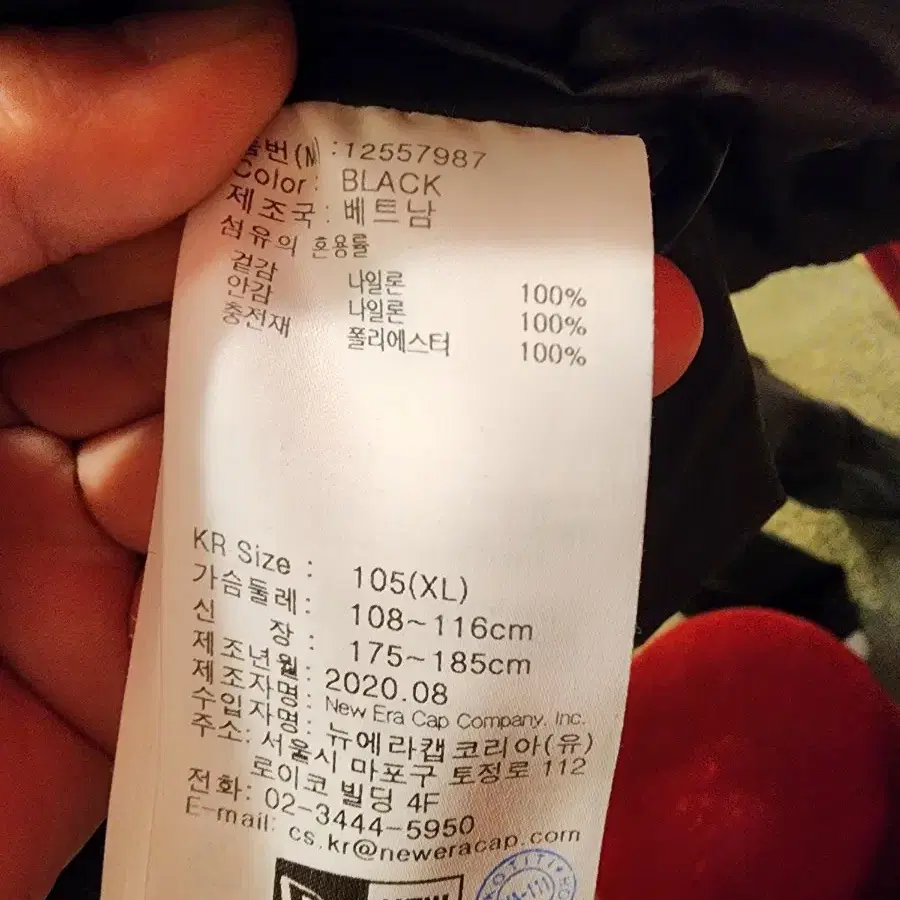 품번(M) :12557987
Color : BLACK
제조국 : 베트남
섬유의 혼용률
겉감 나일론 100%
안감 나일론 100%
충전재 폴리에스터 100%
KR Size : 105(XL)
가슴둘레 : 108~116cm
신 장 : 175~185cm
제조년월 : 2020.08
제조자명 : New Era Cap Company, Inc.
수입자명 : 뉴에라캡코리아(유)
주소: 서울시 마포구 토정로 112
로이코 빌딩 4F
전화: 02-3444-5950
E-mail: cs.kr@neweracap.com
NEW
KOTITI